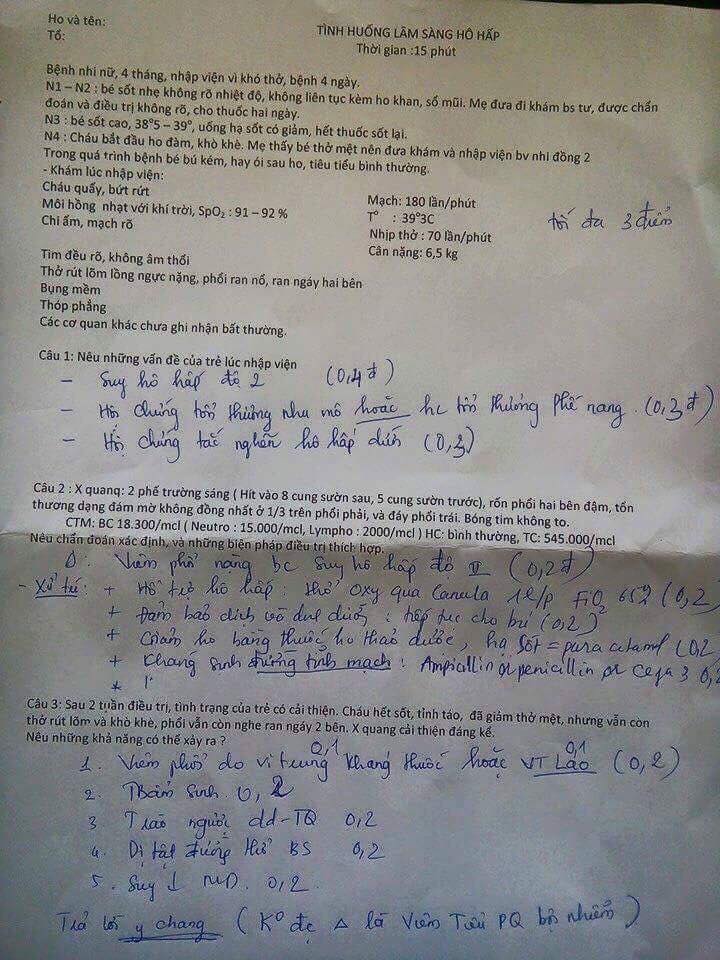 Họ và tên:
Tổ:
TÌNH HUỐNG LÂM SÀNG HÔ HẤP
Thời gian :15 phút
Bệnh nhi nữ, 4 tháng, nhập viện vì khó thở, bệnh 4 ngày.
N1 – N2 : bé sốt nhẹ không rõ nhiệt độ, không liên tục kèm ho khan, sổ mũi. Mẹ đưa đi khám bs tư, được chẩn
đoán và điều trị không rõ, cho thuốc hai ngày.
N3 : bé sốt cao, 38°5 – 39°, uống hạ sốt có giảm, hết thuốc sốt lại.
N4 : Cháu bắt đầu ho đàm, khò khè. Mẹ thấy bé thở mệt nên đưa khám và nhập viện bv nhi đồng 2
Trong quá trình bệnh bé bú kém, hay ói sau ho, tiêu tiểu bình thường.
- Khám lúc nhập viện:
Cháu quấy, bứt rứt
Môi hồng nhạt với khí trời, SpO₂ : 91 – 92 %
Chi ấm, mạch rõ
Mạch: 180 lần/phút
T° : 39°3C
Nhịp thở : 70 lần/phút
Cân nặng: 6,5 kg
tối đa 3 điểm
Tim đều rõ, không âm thổi
Thở rút lõm lồng ngực nặng, phổi ran nổ, ran ngáy hai bên
Bụng mềm
Thóp phẳng
Các cơ quan khác chưa ghi nhận bất thường.
Câu 1: Nêu những vấn đề của trẻ lúc nhập viện
– Suy hô hấp độ 2 (0,4đ)
– Hội chứng tổn thương nhu mô hoặc hc tổn thương phế nang. (0,3đ)
– Hội chứng tắc nghẽn hô hấp dưới (0,3)
Câu 2 : X quang: 2 phế trường sáng ( Hít vào 8 cung sườn sau, 5 cung sườn trước), rốn phổi hai bên đậm, tổn
thương dạng đám mờ không đồng nhất ở 1/3 trên phổi phải, và đáy phổi trái. Bóng tim không to.
CTM: BC 18.300/mcl ( Neutro : 15.000/mcl, Lympho : 2000/mcl ) HC: bình thường, TC: 545.000/mcl
Nêu chẩn đoán xác định, và những biện pháp điều trị thích hợp.
Δ: Viêm phổi nặng bc Suy hô hấp độ II (0,2đ)
– Xử trí: + Hỗ trợ hô hấp: thở oxy qua Canula 1l/p FiO₂ (0,2)
+ Đảm bảo dịch và dd dưỡng : tiếp tục cho bú (0,2)
+ Giảm ho bằng thuốc ho thảo dược, hạ sốt = paracetamol (0,2
+ Kháng sinh đường tĩnh mạch : Ampicillin or penicillin or Cepa 3 0,2
*
Câu 3: Sau 2 tuần điều trị, tình trạng của trẻ có cải thiện. Cháu hết sốt, tỉnh táo, đã giảm thở mệt, nhưng vẫn còn
thở rút lõm và khò khè, phổi vẫn còn nghe ran ngáy 2 bên. X quang cải thiện đáng kể.
Nêu những khả năng có thể xảy ra ?
0,1 0,1
1. Viêm phổi do vi trùng kháng thuốc hoặc VT Lao (0,2)
2. TBẩm sinh 0,2
3 Trào ngược dd-TQ 0,2
4. Dị tật đường thở BS 0,2
5. Suy ↓ MD. 0,2.
Trả lời y chang ( K° đc Δ là Viêm Tiểu PQ bội nhiễm )